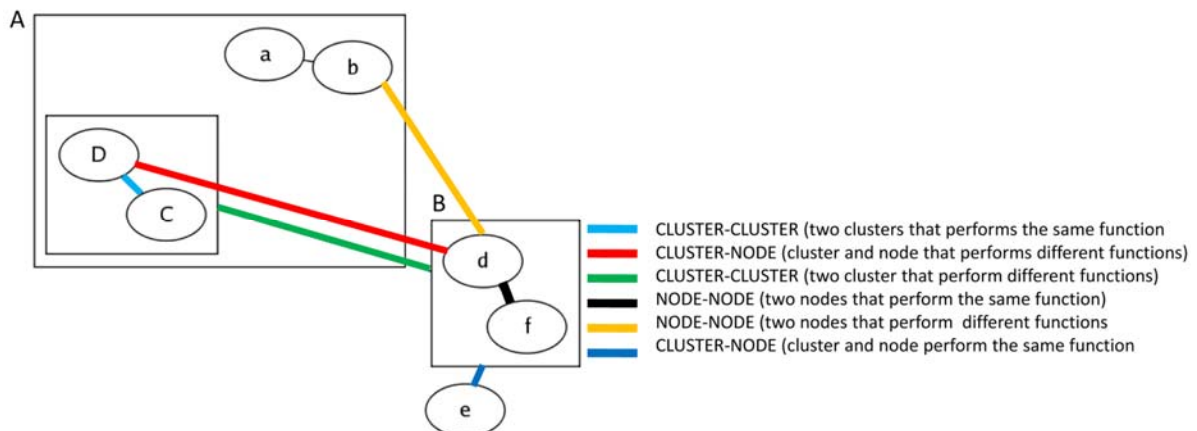 A
a
b
D
C
B
d
f
e
CLUSTER-CLUSTER (two clusters that performs the same function
CLUSTER-NODE (cluster and node that performs different functions)
CLUSTER-CLUSTER (two cluster that perform different functions)
NODE-NODE (two nodes that perform the same function)
NODE-NODE (two nodes that perform different functions
CLUSTER-NODE (cluster and node perform the same function